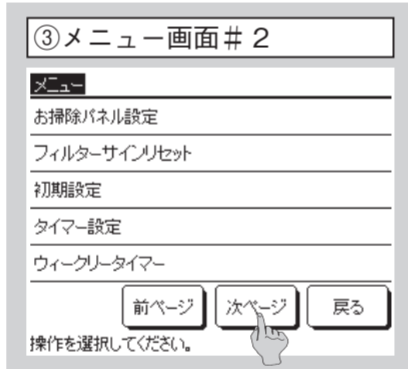 ③メニュー画面＃２
メニュー
お掃除パネル設定
フィルターサインリセット
初期設定
タイマー設定
ウィークリータイマー
前ページ 次ページ 戻る
操作を選択してください。